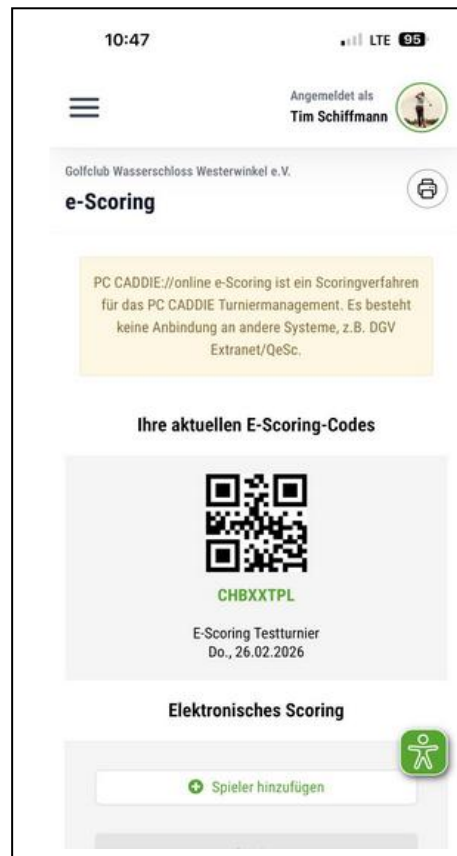 10:47
LTE 95
Angemeldet als
Tim Schiffmann
Golfclub Wasserschloss Westerwinkel e.V.
e-Scoring
PC CADDIE://online e-Scoring ist ein Scoringverfahren
für das PC CADDIE Turniermanagement. Es besteht
keine Anbindung an andere Systeme, z.B. DGV
Extranet/QeSc.
Ihre aktuellen E-Scoring-Codes
CHBXXTPL
E-Scoring Testturnier
Do., 26.02.2026
Elektronisches Scoring
Spieler hinzufügen